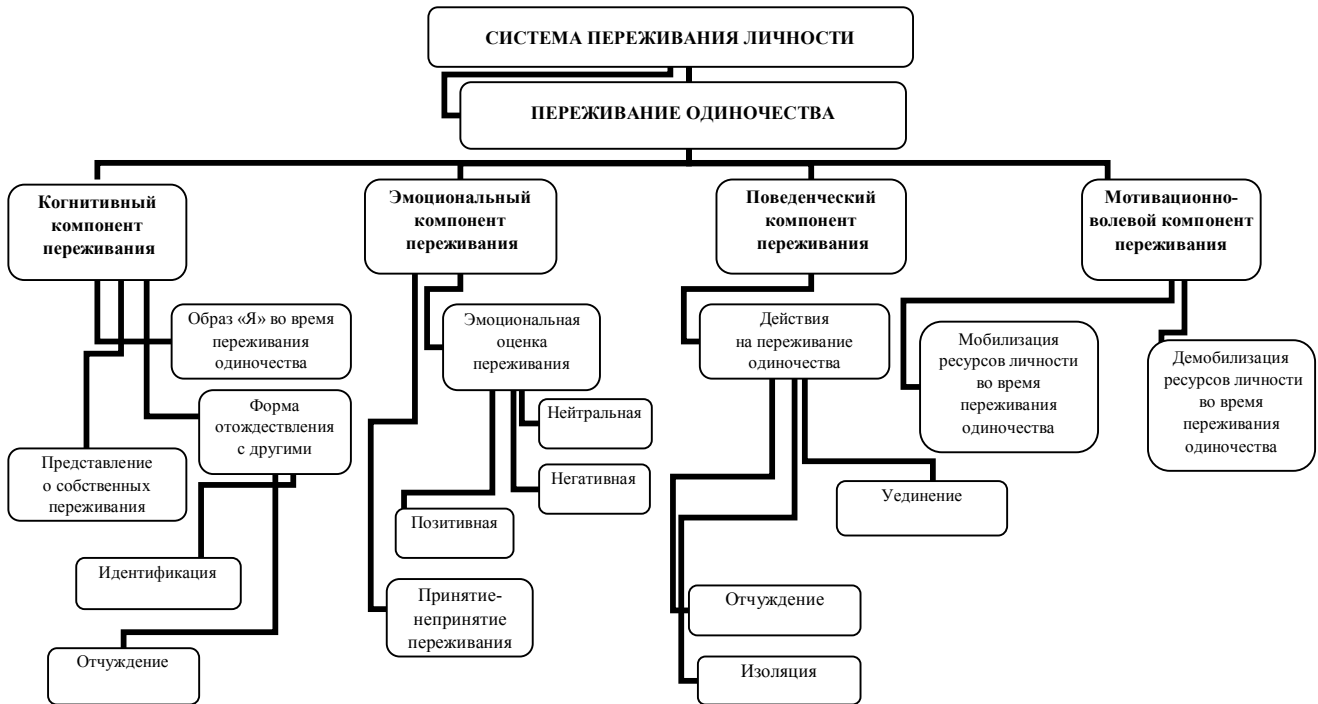 СИСТЕМА ПЕРЕЖИВАНИЯ ЛИЧНОСТИ
ПЕРЕЖИВАНИЕ ОДИНОЧЕСТВА
Когнитивный
компонент
переживания
Эмоциональный
компонент
переживания
Поведенческий
компонент
переживания
Мотивационно-
волевой компонент
переживания
Образ «Я» во время
переживания
одиночества
Форма
отождествления
с другими
Представление
о собственных
переживания
Идентификация
Отчуждение
Эмоциональная
оценка
переживания
Нейтральная
Негативная
Позитивная
Принятие-
непринятие
переживания
Действия
на переживание
одиночества
Уединение
Отчуждение
Изоляция
Мобилизация
ресурсов личности
во время
переживания
одиночества
Демобилизация
ресурсов личности
во время
переживания
одиночества